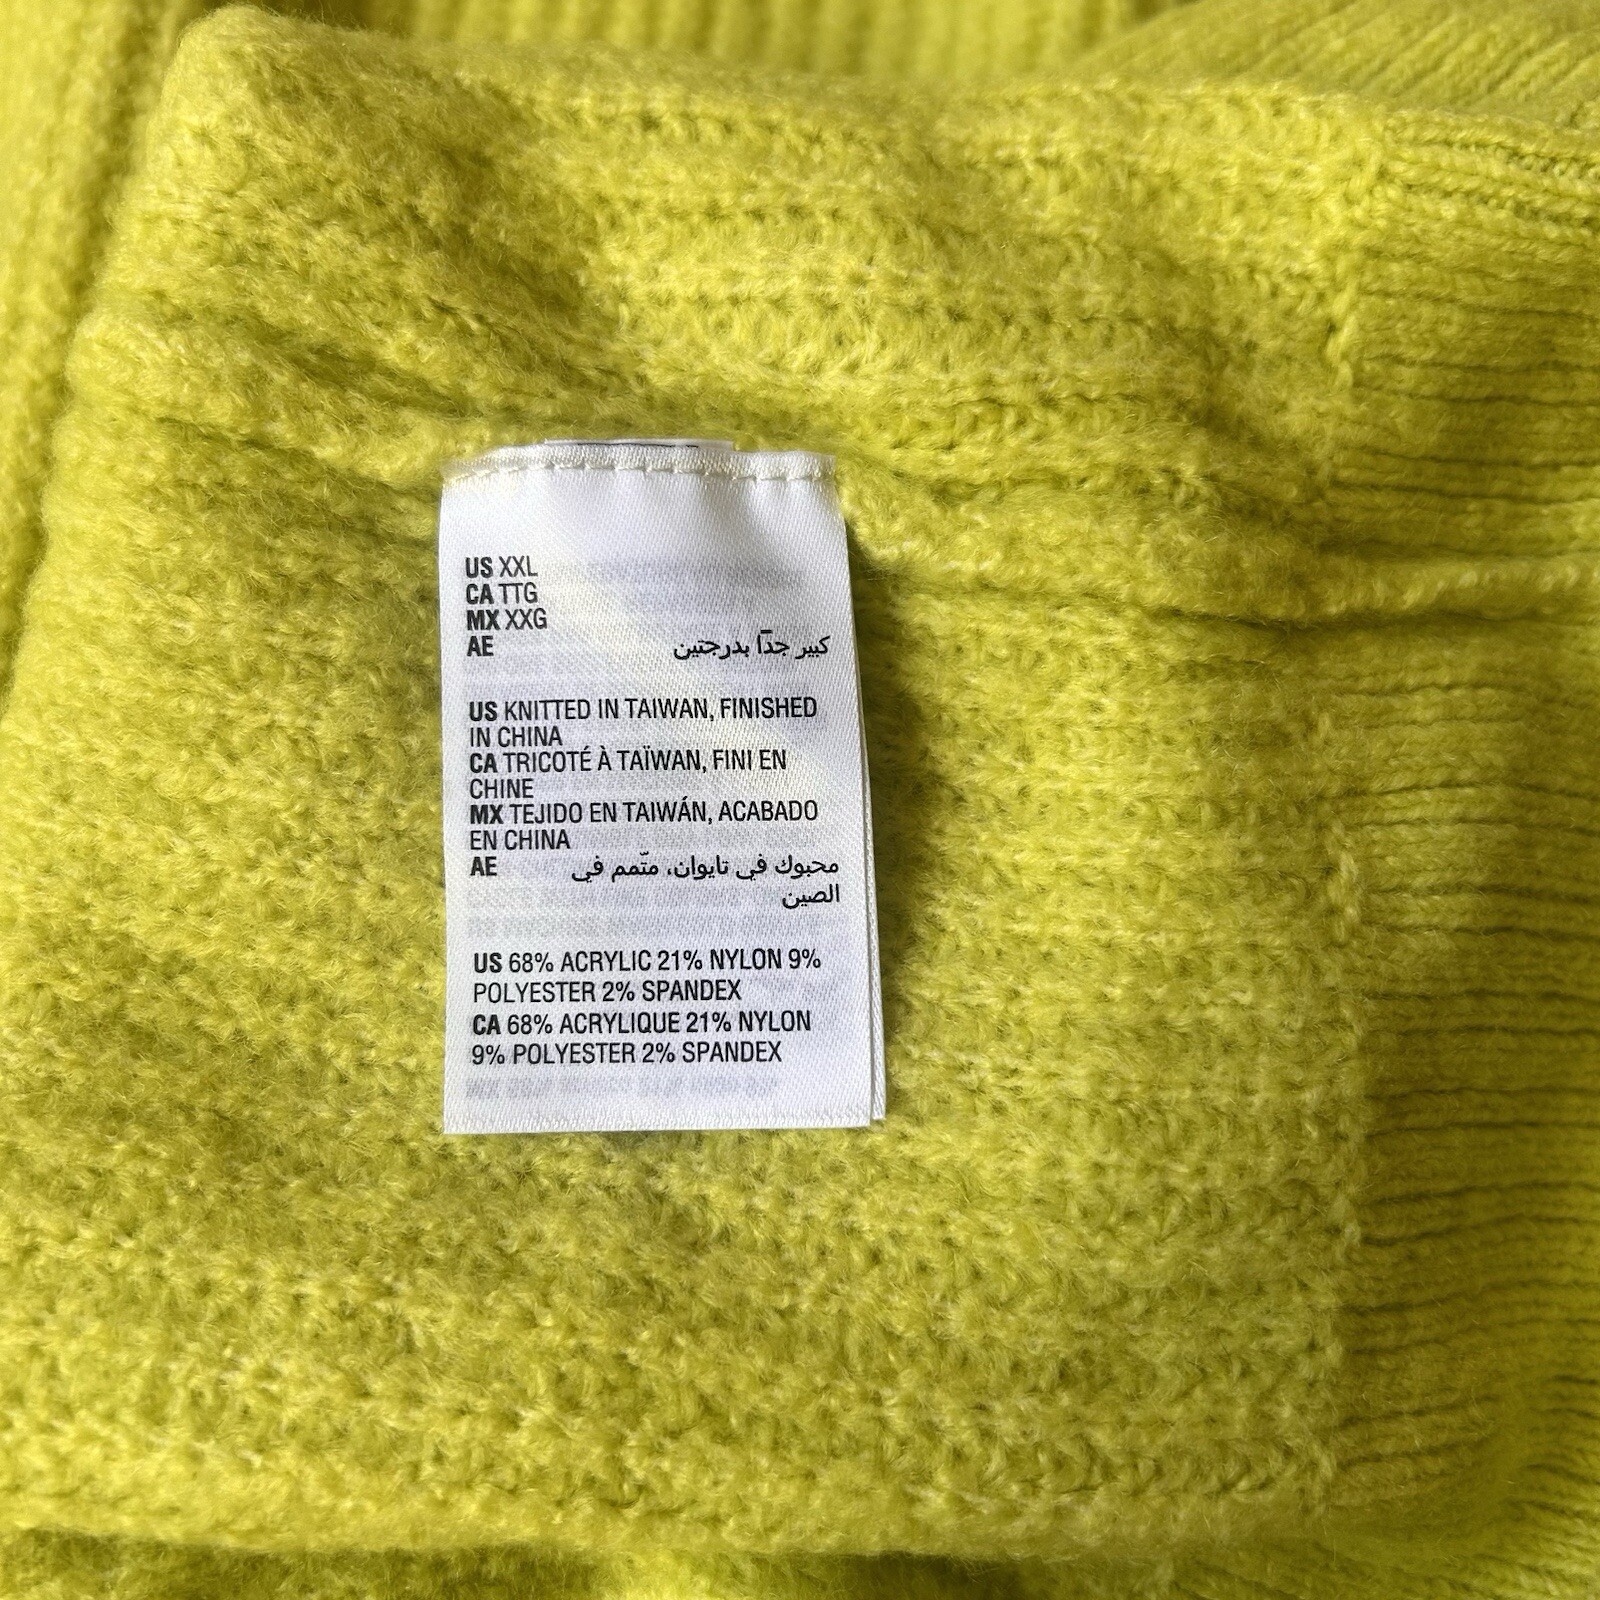 US XXL
CA TTG
MX XXG
AE كبير جدًا بدرجتين
US KNITTED IN TAIWAN, FINISHED
IN CHINA
CA TRICOTÉ À TAÏWAN, FINI EN
CHINE
MX TEJIDO EN TAIWÁN, ACABADO
EN CHINA
AE محبوك في تايوان، متّمم في
الصين
US 68% ACRYLIC 21% NYLON 9%
POLYESTER 2% SPANDEX
CA 68% ACRYLIQUE 21% NYLON
9% POLYESTER 2% SPANDEX